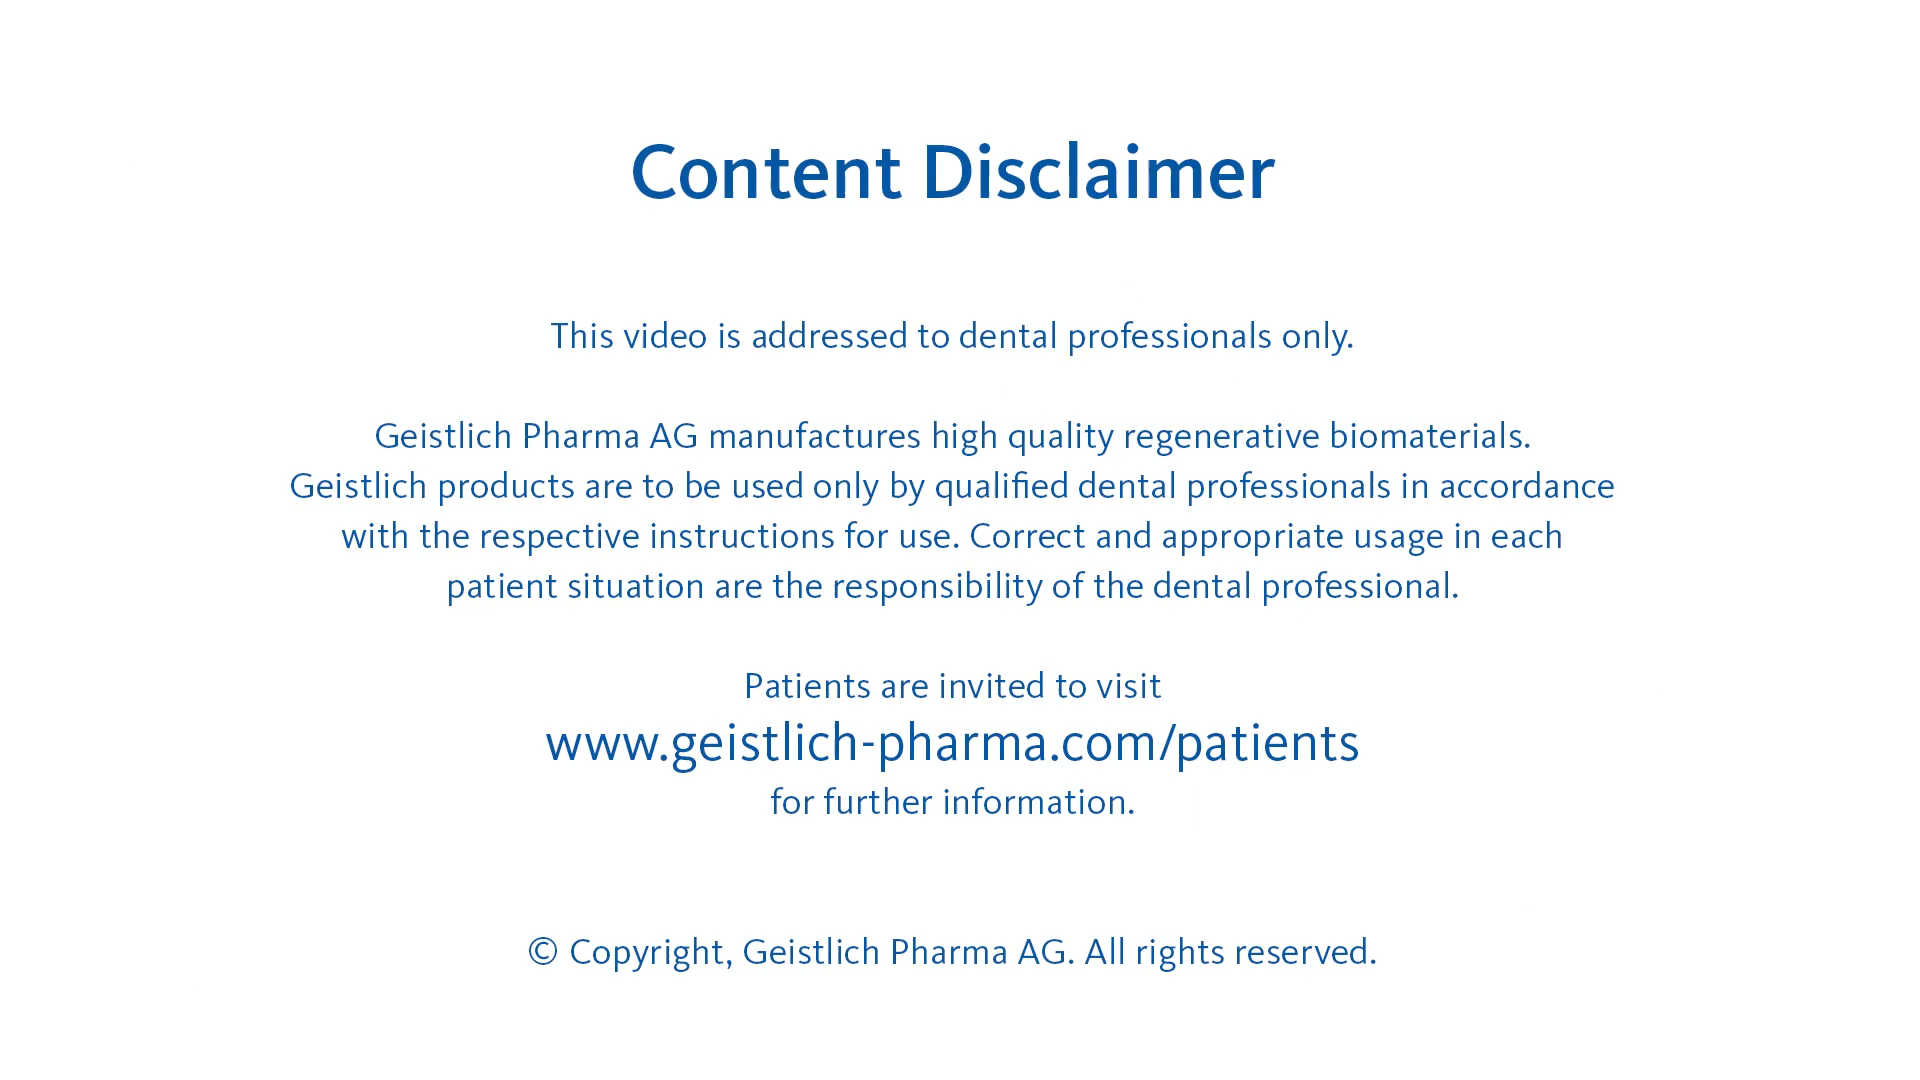 Content Disclaimer
This video is addressed to dental professionals only.
Geistlich Pharma AG manufactures high quality regenerative biomaterials.
Geistlich products are to be used only by qualified dental professionals in accordance
with the respective instructions for use. Correct and appropriate usage in each
patient situation are the responsibility of the dental professional.
Patients are invited to visit
www.geistlich-pharma.com/patients
for further information.
© Copyright, Geistlich Pharma AG. All rights reserved.